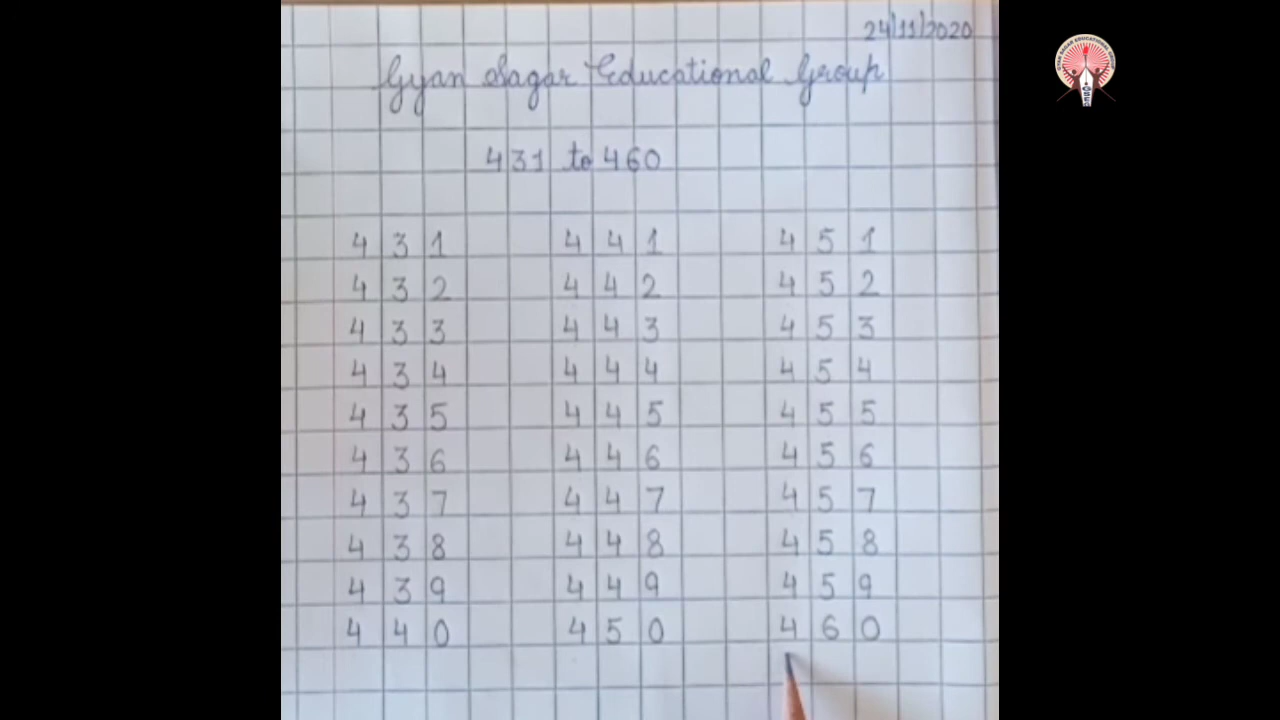 24/11/2020
Gyan Sagar Educational Group
431 to 460
4 3 1 4 4 1 4 5 1
4 3 2 4 4 2 4 5 2
4 3 3 4 4 3 4 5 3
4 3 4 4 4 4 4 5 4
4 3 5 4 4 5 4 5 5
4 3 6 4 4 6 4 5 6
4 3 7 4 4 7 4 5 7
4 3 8 4 4 8 4 5 8
4 3 9 4 4 9 4 5 9
4 4 0 4 5 0 4 6 0
GYAN SAGAR EDUCATIONAL GROUP
GSEG